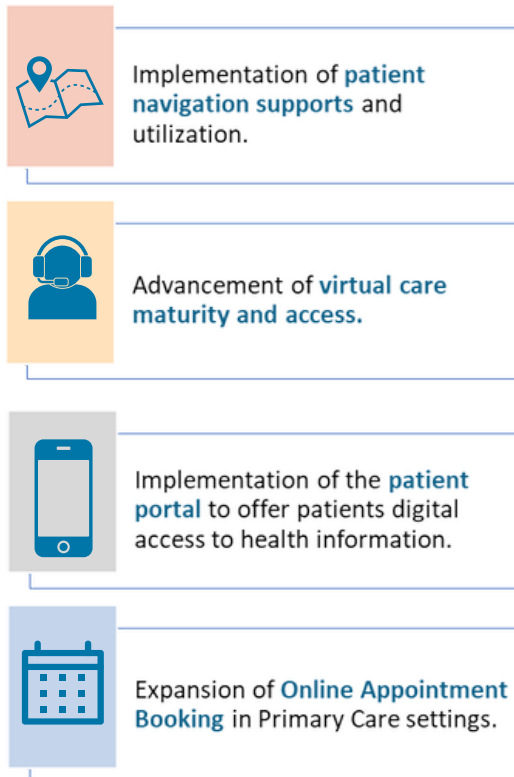 Implementation of patient
navigation supports and
utilization.
Advancement of virtual care
maturity and access.
Implementation of the patient
portal to offer patients digital
access to health information.
Expansion of Online Appointment
Booking in Primary Care settings.